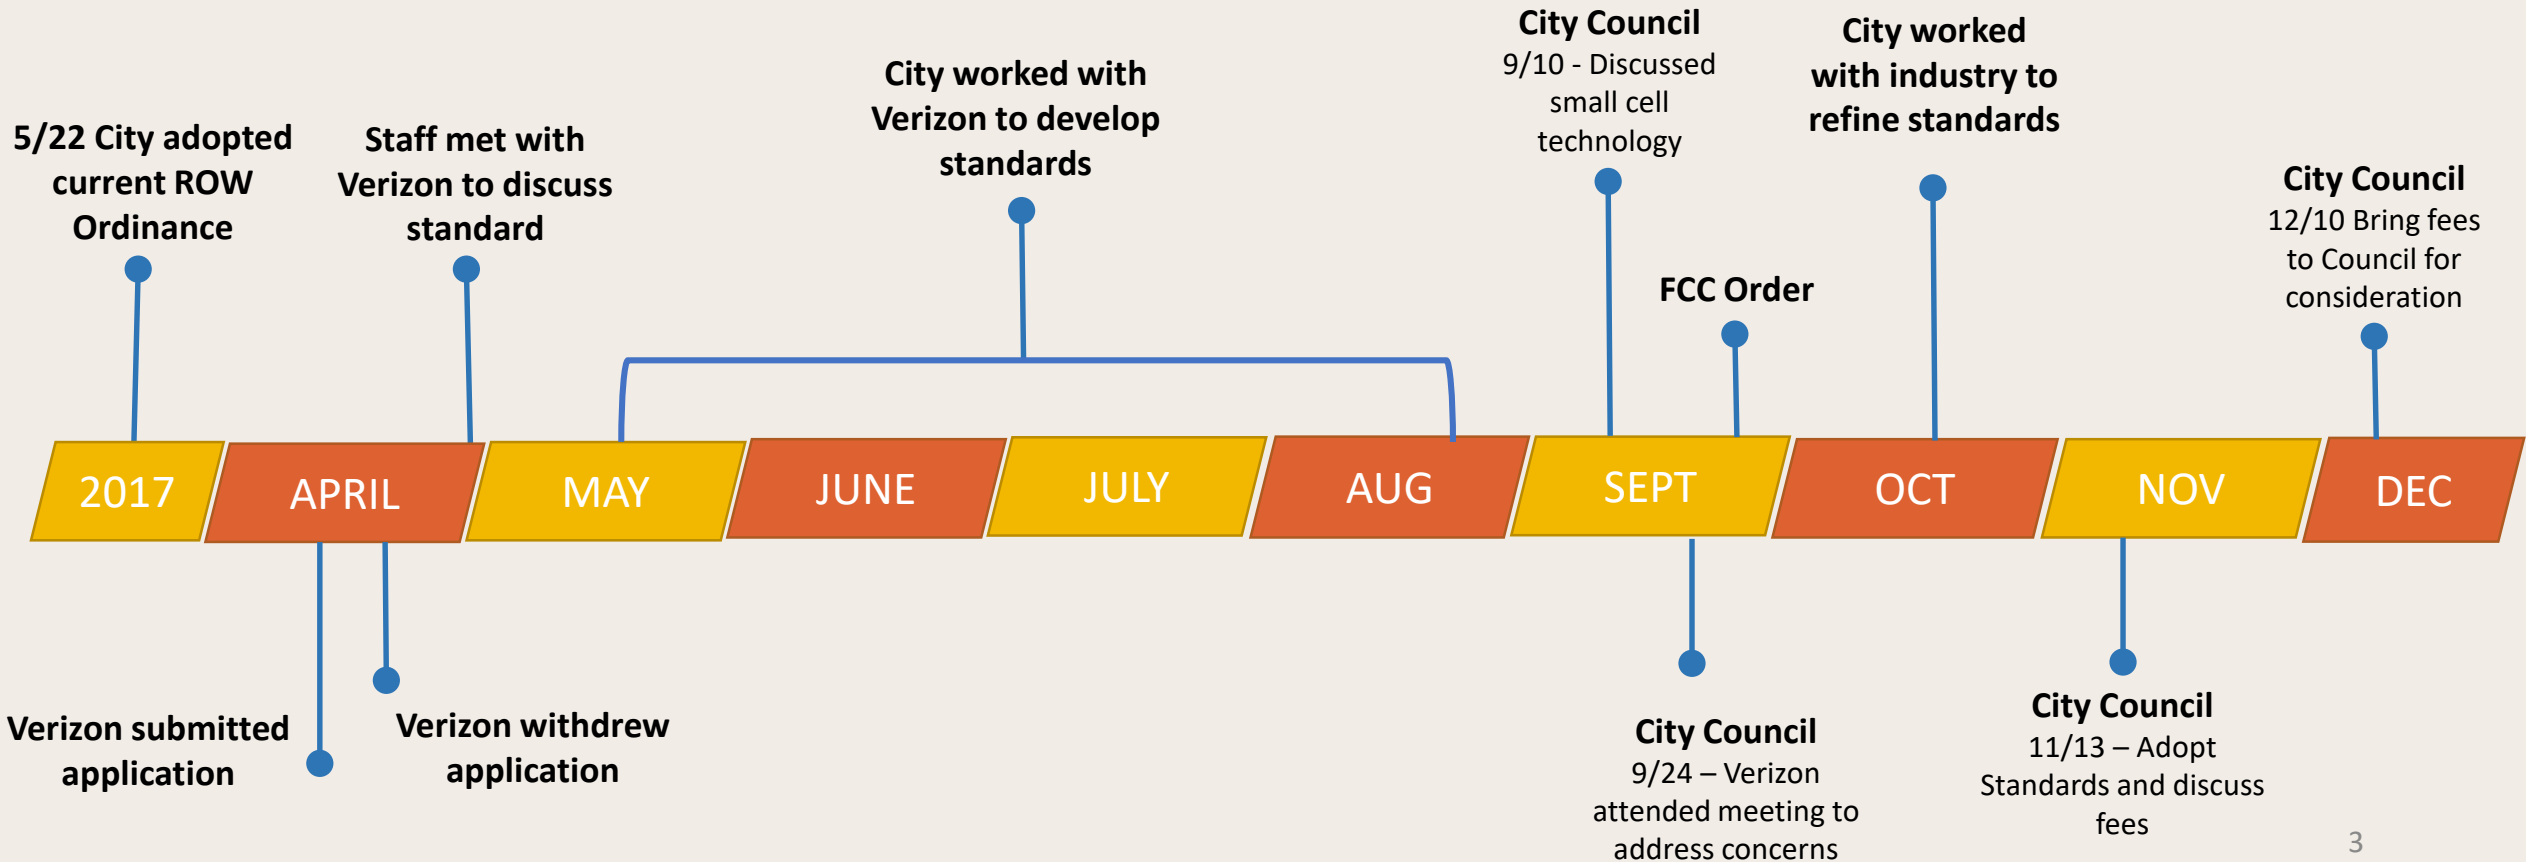 5/22 City adopted
current ROW
Ordinance
Staff met with
Verizon to discuss
standard
City worked with
Verizon to develop
standards
City Council
9/10 - Discussed
small cell
technology
FCC Order
City worked
with industry to
refine standards
City Council
12/10 Bring fees
to Council for
consideration
2017
APRIL
MAY
JUNE
JULY
AUG
SEPT
OCT
NOV
DEC
Verizon submitted
application
Verizon withdrew
application
City Council
9/24 – Verizon
attended meeting to
address concerns
City Council
11/13 – Adopt
Standards and discuss
fees
3